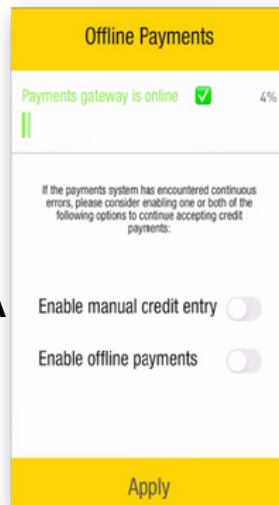 Offline Payments
Payments gateway is online ✅ 4%
If the payments system has encountered continuous
errors, please consider enabling one or both of the
following options to continue accepting credit
payments:
A
Enable manual credit entry
Enable offline payments
Apply